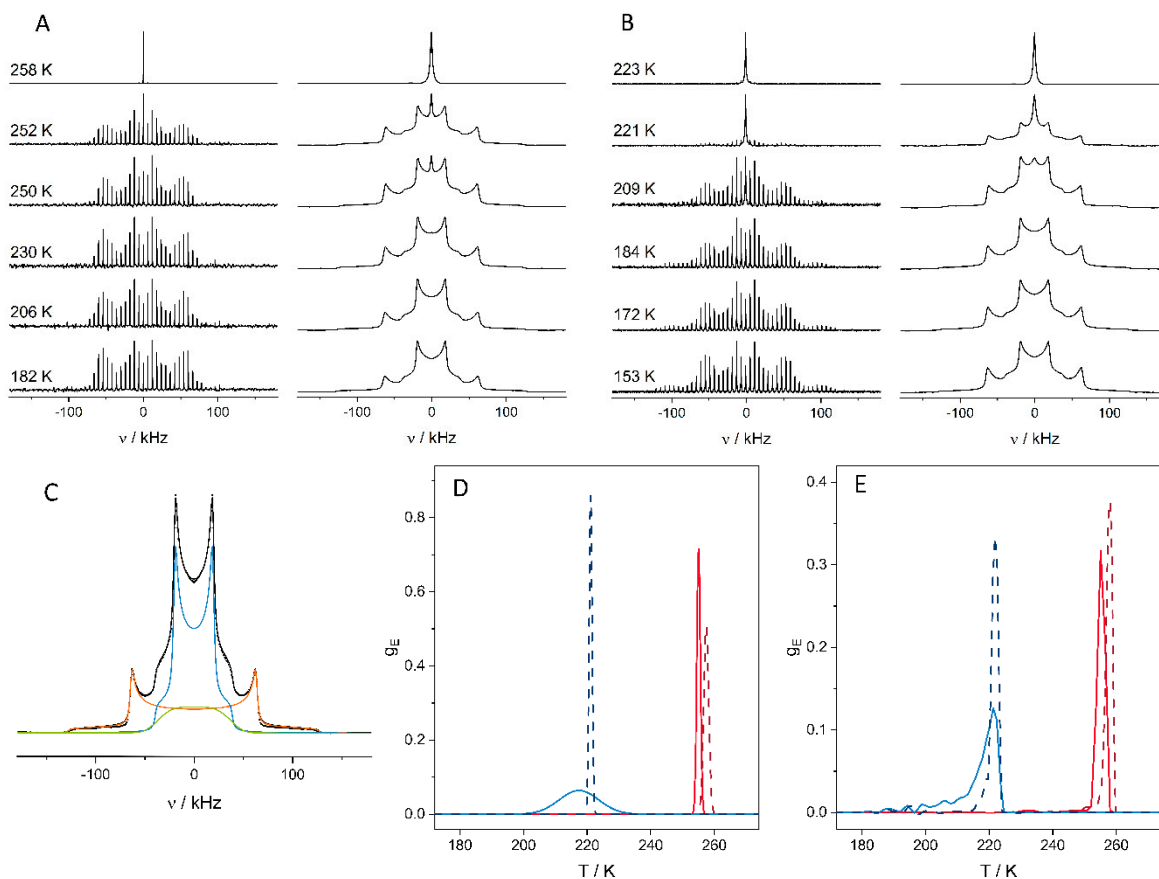 A
B
258 K
252 K
250 K
230 K
206 K
182 K
223 K
221 K
209 K
184 K
172 K
153 K
-100 0 100
-100 0 100
-100 0 100
-100 0 100
ν / kHz
ν / kHz
ν / kHz
ν / kHz
C
-100 0 100
ν / kHz
D
0.8
0.6
0.4
0.2
0.0
gE
180 200 220 240 260
T / K
E
0.4
0.3
0.2
0.1
0.0
gE
180 200 220 240 260
T / K